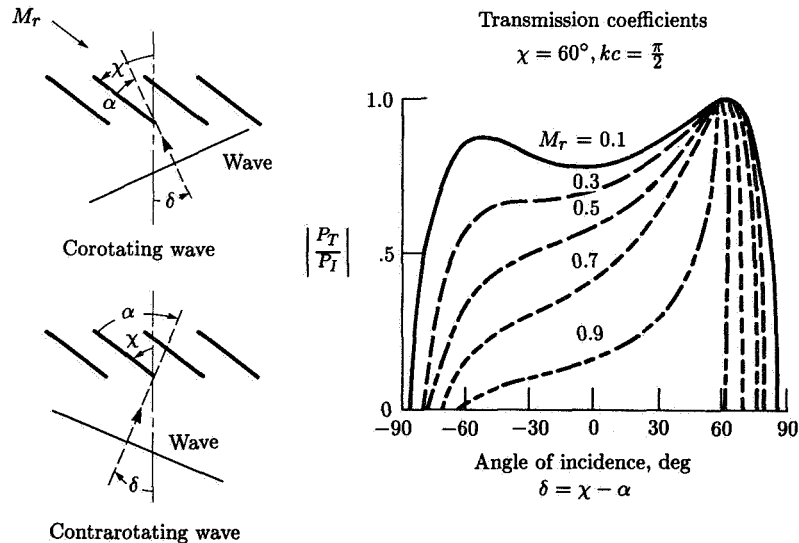 M_r
χ
α
Wave
δ
Corotating wave
α
χ
Wave
δ
Contrarotating wave
Transmission coefficients
χ = 60°, kc = π/2
1.0
.5
0
|P_T/P_I|
M_r = 0.1
0.3
0.5
0.7
0.9
−90 −60 −30 0 30 60 90
Angle of incidence, deg
δ = χ − α